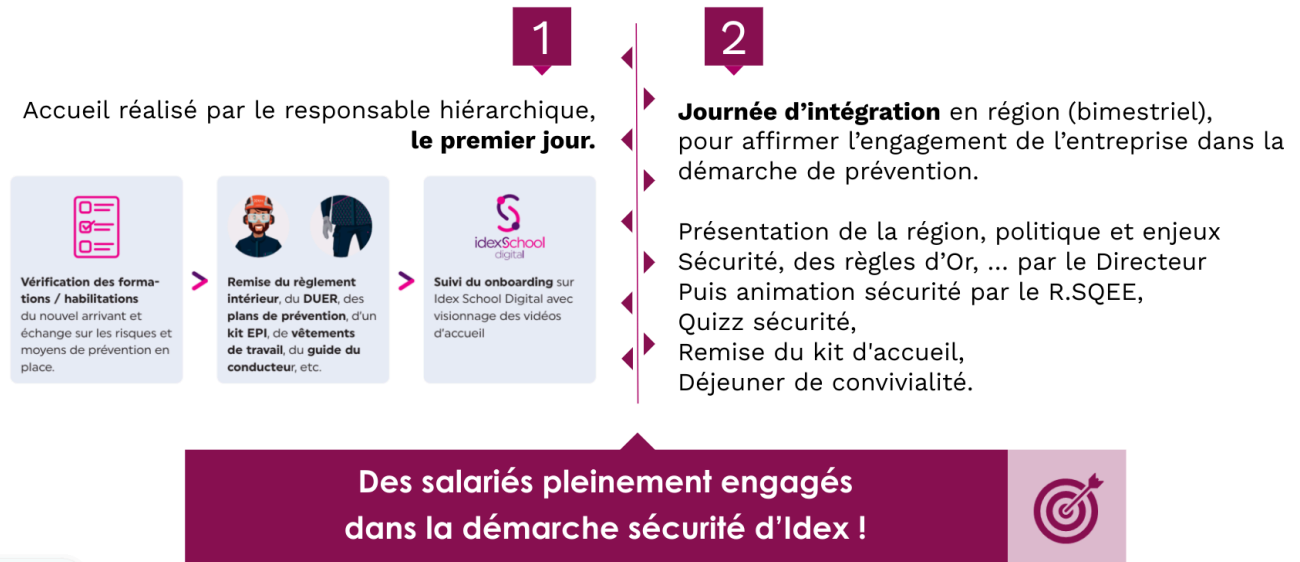 1
Accueil réalisé par le responsable hiérarchique,
le premier jour.
Vérification des forma-
tions / habilitations
du nouvel arrivant et
échange sur les risques et
moyens de prévention en
place.
>
Remise du règlement
intérieur, du DUER, des
plans de prévention, d'un
kit EPI, de vêtements
de travail, du guide du
conducteur, etc.
>
idexSchool
digital
Suivi du onboarding sur
Idex School Digital avec
visionnage des vidéos
d'accueil
2
Journée d'intégration en région (bimestriel),
pour affirmer l'engagement de l'entreprise dans la
démarche de prévention.
Présentation de la région, politique et enjeux
Sécurité, des règles d'Or, ... par le Directeur
Puis animation sécurité par le R.SQEE,
Quizz sécurité,
Remise du kit d'accueil,
Déjeuner de convivialité.
Des salariés pleinement engagés
dans la démarche sécurité d'Idex !